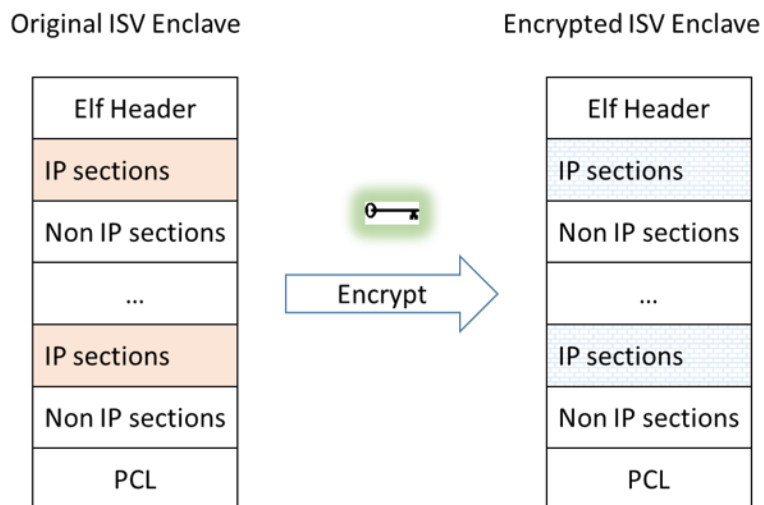 Original ISV Enclave
Elf Header
IP sections
Non IP sections
...
IP sections
Non IP sections
PCL
Encrypt
Encrypted ISV Enclave
Elf Header
IP sections
Non IP sections
...
IP sections
Non IP sections
PCL